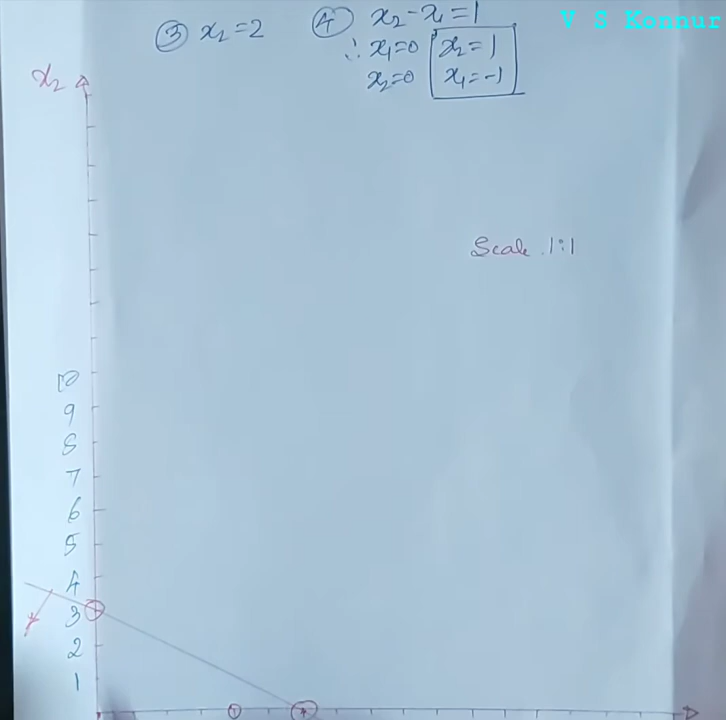 ③ x₂=2
④ x₂-x₁=1
∴ x₁=0 x₂=1
x₂=0 x₁=-1
V S Konnur
x₂
Scale 1:1
10
9
8
7
6
5
4
3
2
1